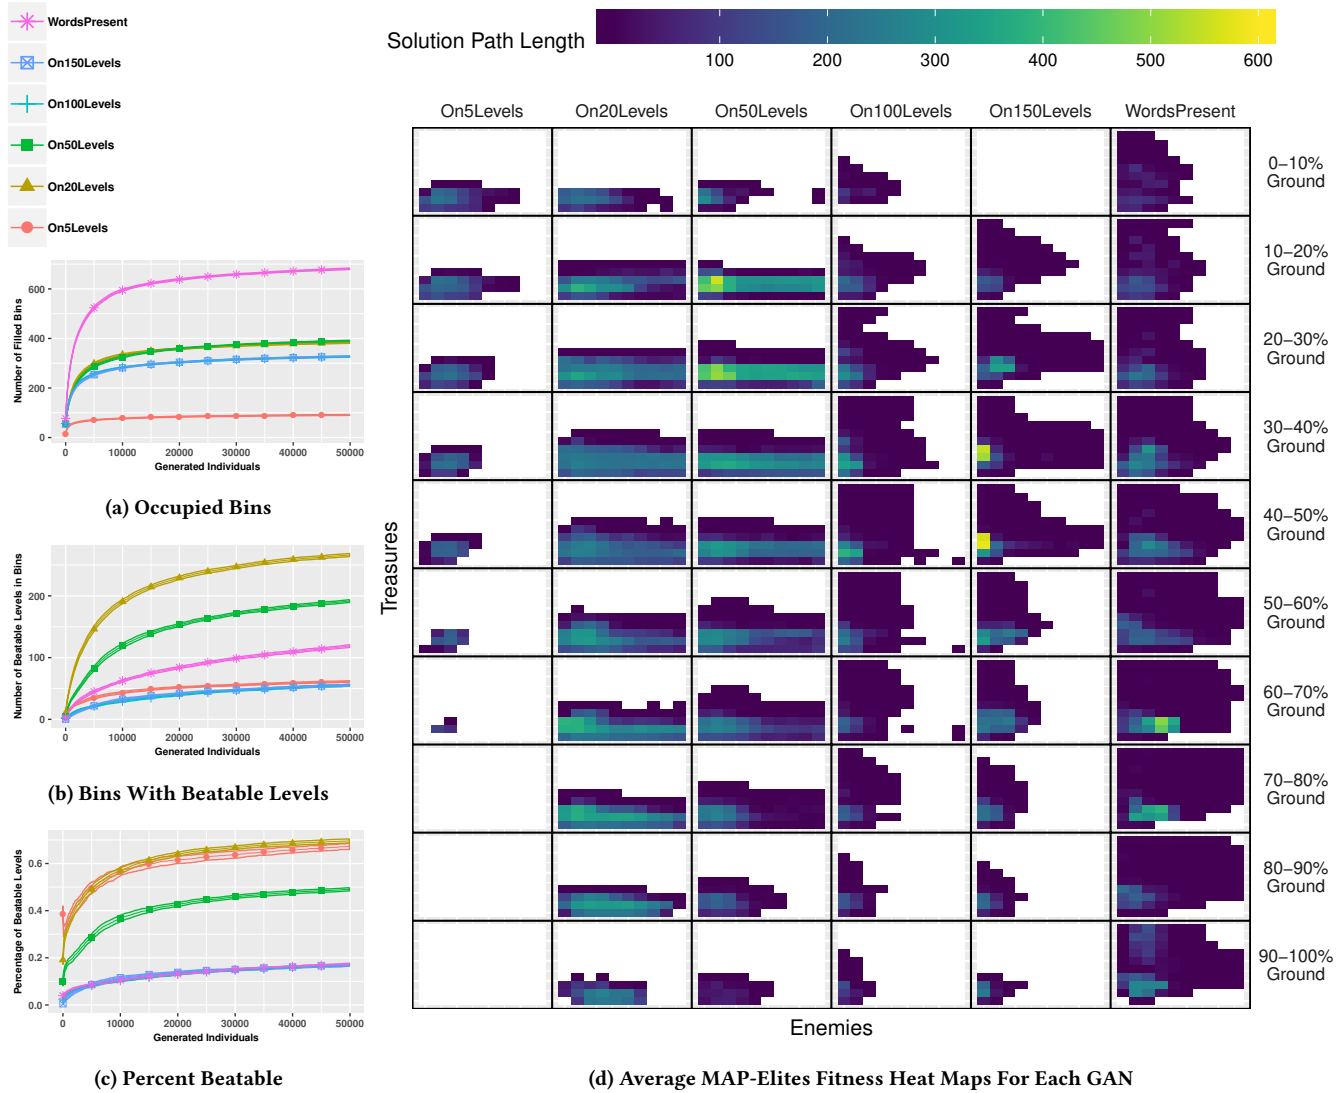 WordsPresent
On150Levels
On100Levels
On50Levels
On20Levels
On5Levels
Number of Filled Bins
600
400
200
0
0 10000 20000 30000 40000 50000
Generated Individuals
(a) Occupied Bins
Number of Beatable Levels in Bins
200
100
0
0 10000 20000 30000 40000 50000
Generated Individuals
(b) Bins With Beatable Levels
Percentage of Beatable Levels
0.6
0.4
0.2
0.0
0 10000 20000 30000 40000 50000
Generated Individuals
(c) Percent Beatable
Solution Path Length
100 200 300 400 500 600
On5Levels On20Levels On50Levels On100Levels On150Levels WordsPresent
0–10%
Ground
10–20%
Ground
20–30%
Ground
30–40%
Ground
40–50%
Ground
50–60%
Ground
60–70%
Ground
70–80%
Ground
80–90%
Ground
90–100%
Ground
Treasures
Enemies
(d) Average MAP-Elites Fitness Heat Maps For Each GAN